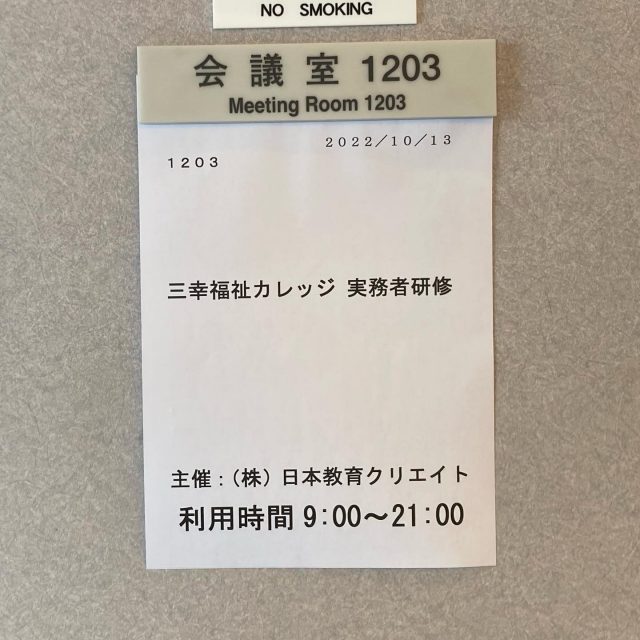 NO SMOKING
会議室 1203
Meeting Room 1203
２０２２／１０／１３
１２０３
三幸福祉カレッジ 実務者研修
主催：（株）日本教育クリエイト
利用時間 9：00～21：00